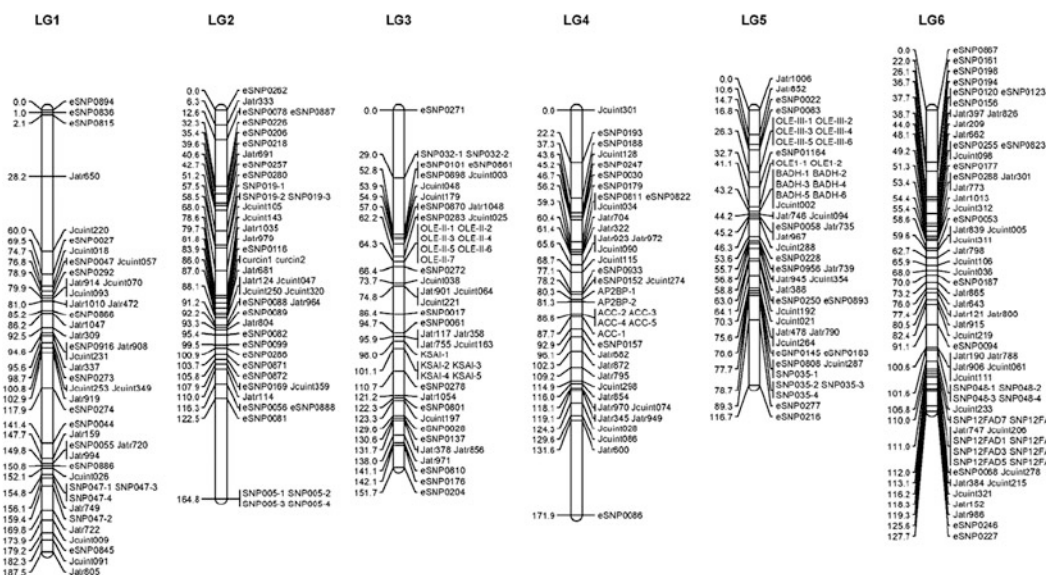 LG1
0.0 eSNP0894
1.0 eSNP0836
2.1 eSNP0815
28.2 Jatr650
60.0 Jcuint220
69.5 eSNP0027
74.7 Jcuint018
76.8 eSNP0047 Jcuint057
78.9 eSNP0292
79.9 Jatr914 Jcuint070
Jcuint093
81.0 Jatr1010 Jatr472
85.2 eSNP0866
86.2 Jatr1047
92.5 Jatr309
94.6 eSNP0916 Jatr908
Jcuint231
95.6 Jatr337
98.7 eSNP0273
100.8 Jcuint253 Jcuint349
102.9 Jatr919
117.9 eSNP0274
141.4 eSNP0044
147.7 Jatr159
149.8 eSNP0055 Jatr720
Jatr994
150.8 eSNP0886
152.1 Jcuint026
154.8 SNP047-1 SNP047-3
SNP047-4
156.1 Jatr749
159.4 SNP047-2
169.8 Jatr722
173.9 Jcuint009
179.2 eSNP0845
182.3 Jcuint091
187.5 Jatr805
LG2
0.0 eSNP0262
6.3 Jatr333
12.6 eSNP0078 eSNP0887
32.3 eSNP0226
35.4 eSNP0206
39.6 eSNP0218
40.6 Jatr691
42.7 eSNP0257
51.2 eSNP0280
57.5 SNP019-1
58.5 SNP019-2 SNP019-3
68.0 Jcuint105
78.6 Jcuint143
79.7 Jatr1035
81.8 Jatr979
83.9 eSNP0116
86.0 curcin1 curcin2
87.0 Jatr681
88.1 Jatr124 Jcuint047
Jcuint250 Jcuint320
91.2 eSNP0088 Jatr964
92.2 eSNP0089
93.3 Jatr804
95.4 eSNP0082
99.5 eSNP0099
100.9 eSNP0286
103.7 eSNP0871
105.8 eSNP0872
107.9 eSNP0169 Jcuint359
110.0 Jatr114
116.3 eSNP0056 eSNP0888
122.5 eSNP0081
164.8 SNP005-1 SNP005-2
SNP005-3 SNP005-4
LG3
0.0 eSNP0271
29.0 SNP032-1 SNP032-2
52.8 eSNP0101 eSNP0861
eSNP0898 Jcuint003
53.9 Jcuint048
54.9 Jcuint179
57.0 eSNP0870 Jatr1048
62.2 eSNP0283 Jcuint025
64.3 OLE-II-1 OLE-II-2
OLE-II-3 OLE-II-4
OLE-II-5 OLE-II-6
OLE-II-7
68.4 eSNP0272
73.7 Jcuint038
74.8 Jatr901 Jcuint064
Jcuint221
86.4 eSNP0017
94.7 eSNP0061
95.9 Jatr117 Jatr358
Jatr755 Jcuint163
98.0 KSAI-1
101.1 KSAI-2 KSAI-3
KSAI-4 KSAI-5
110.7 eSNP0278
121.2 Jatr1054
122.2 eSNP0801
123.3 Jcuint197
129.6 eSNP0028
130.6 eSNP0137
131.7 Jatr378 Jatr856
138.0 Jatr971
141.1 eSNP0810
142.1 eSNP0176
151.7 eSNP0204
LG4
0.0 Jcuint301
22.2 eSNP0193
37.3 eSNP0188
43.6 Jcuint128
45.2 eSNP0247
46.7 eSNP0030
56.2 eSNP0179
59.3 eSNP0611 eSNP0822
Jcuint034
60.4 Jatr704
61.4 Jatr322
65.6 Jatr923 Jatr972
Jcuint090
68.7 Jcuint115
77.1 eSNP0933
78.2 eSNP0152 Jcuint274
80.3 AP2BP-1
81.3 AP2BP-2
86.6 ACC-2 ACC-3
ACC-4 ACC-5
87.7 ACC-1
92.9 eSNP0157
96.1 Jatr682
102.3 Jatr872
109.2 Jatr795
114.9 Jcuint298
116.0 Jatr854
118.1 Jatr970 Jcuint074
119.1 Jatr345 Jatr949
124.3 Jcuint028
129.6 Jcuint086
131.6 Jatr600
171.9 eSNP0086
LG5
0.0 Jatr1006
10.6 Jatr852
14.7 eSNP0022
16.8 eSNP0083
26.3 OLE-III-1 OLE-III-2
OLE-III-3 OLE-III-4
OLE-III-5 OLE-III-6
32.7 eSNP01164
41.1 OLE1-1 OLE1-2
43.2 BADH-1 BADH-2
BADH-3 BADH-4
BADH-5 BADH-6
Jcuint002
44.2 Jatr746 Jcuint094
45.2 eSNP0058 Jatr735
Jatr967
46.3 Jcuint288
53.6 eSNP0228
55.7 eSNP0956 Jatr739
56.8 Jatr945 Jcuint354
58.8 Jatr388
63.0 eSNP0250 eSNP0893
64.1 Jcuint192
70.3 Jcuint021
75.6 Jatr478 Jatr790
Jcuint264
76.6 eSNP0145 eSNP0183
77.7 eSNP0808 Jcuint287
SNP035-1
78.7 SNP035-2 SNP035-3
SNP035-4
89.3 eSNP0277
116.7 eSNP0216
LG6
0.0 eSNP0867
22.0 eSNP0161
26.1 eSNP0198
36.7 eSNP0194
37.7 eSNP0120 eSNP0123
eSNP0156
38.7 Jatr397 Jatr826
44.0 Jatr209
48.1 Jatr662
49.2 eSNP0255 eSNP0823
Jcuint098
51.3 eSNP0177
53.4 eSNP0288 Jatr301
Jatr773
54.4 Jatr1013
55.4 Jcuint312
58.6 eSNP0053
59.6 Jatr839 Jcuint005
Jcuint311
62.7 Jatr798
65.9 Jcuint106
68.0 Jcuint036
70.0 eSNP0187
73.2 Jatr865
76.0 Jatr643
77.4 Jatr121 Jatr800
80.5 Jatr915
82.4 Jcuint219
91.1 eSNP0094
100.6 Jatr190 Jatr788
Jatr906 Jcuint061
Jcuint111
101.6 SNP048-1 SNP048-2
SNP048-3 SNP048-4
106.8 Jcuint233
110.0 SNP12FAD7
111.0 Jatr747 Jcuint206
SNP12FAD1
SNP12FAD3
SNP12FAD5
112.0 eSNP0068 Jcuint278
113.1 Jatr384 Jcuint215
116.2 Jcuint321
118.3 Jatr152
119.3 Jatr986
125.6 eSNP0246
127.7 eSNP0227